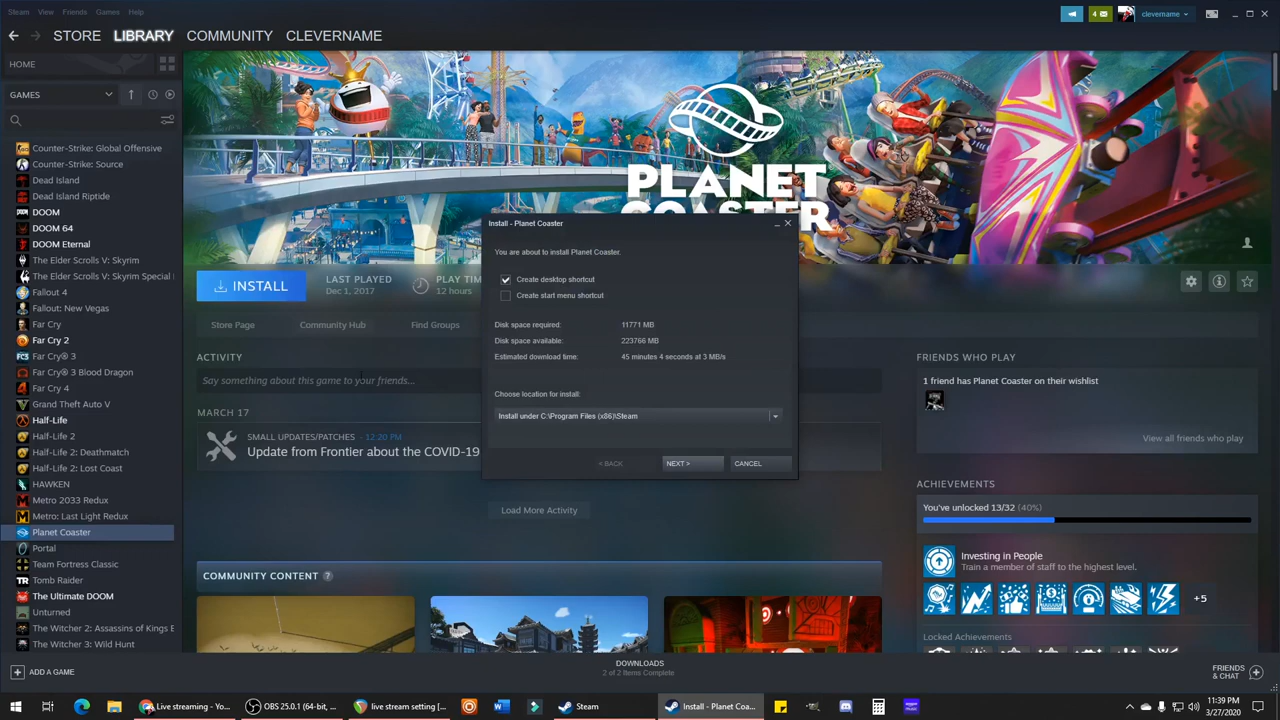 Steam View Friends Games Help
4 clevername
STORE LIBRARY COMMUNITY CLEVERNAME
HOME
GAMES
Counter-Strike: Global Offensive
Counter-Strike: Source
Dead Island
Dead Island Riptide
DOOM
DOOM 64
DOOM Eternal
The Elder Scrolls V: Skyrim
The Elder Scrolls V: Skyrim Special
Fallout 4
Fallout: New Vegas
Far Cry
Far Cry 2
Far Cry® 3
Far Cry® 3 Blood Dragon
Far Cry 4
Grand Theft Auto V
Half-Life
Half-Life 2
Half-Life 2: Deathmatch
Half-Life 2: Lost Coast
HAWKEN
Metro 2033 Redux
Metro: Last Light Redux
Planet Coaster
Portal
Team Fortress Classic
Tomb Raider
The Ultimate DOOM
Unturned
The Witcher 2: Assassins of Kings E
The Witcher 3: Wild Hunt
ADD A GAME
PLANET
COASTER
INSTALL
LAST PLAYED
Dec 1, 2017
PLAY TIM
12 hours
Store Page Community Hub Find Groups
ACTIVITY
Say something about this game to your friends...
MARCH 17
SMALL UPDATES/PATCHES - 12:20 PM
Update from Frontier about the COVID-19
Load More Activity
COMMUNITY CONTENT ?
Install - Planet Coaster
You are about to install Planet Coaster.
Create desktop shortcut
Create start menu shortcut
Disk space required: 11771 MB
Disk space available: 223766 MB
Estimated download time: 45 minutes 4 seconds at 3 MB/s
Choose location for install:
Install under C:\Program Files (x86)\Steam
< BACK NEXT > CANCEL
FRIENDS WHO PLAY
1 friend has Planet Coaster on their wishlist
View all friends who play
ACHIEVEMENTS
You've unlocked 13/32 (40%)
Investing in People
Train a member of staff to the highest level.
+5
Locked Achievements
DOWNLOADS
2 of 2 Items Complete
FRIENDS
& CHAT
Live streaming - Yo...
OBS 25.0.1 (64-bit, ...
live stream setting [...
Steam
Install - Planet Coa...
11:39 PM
3/27/2020